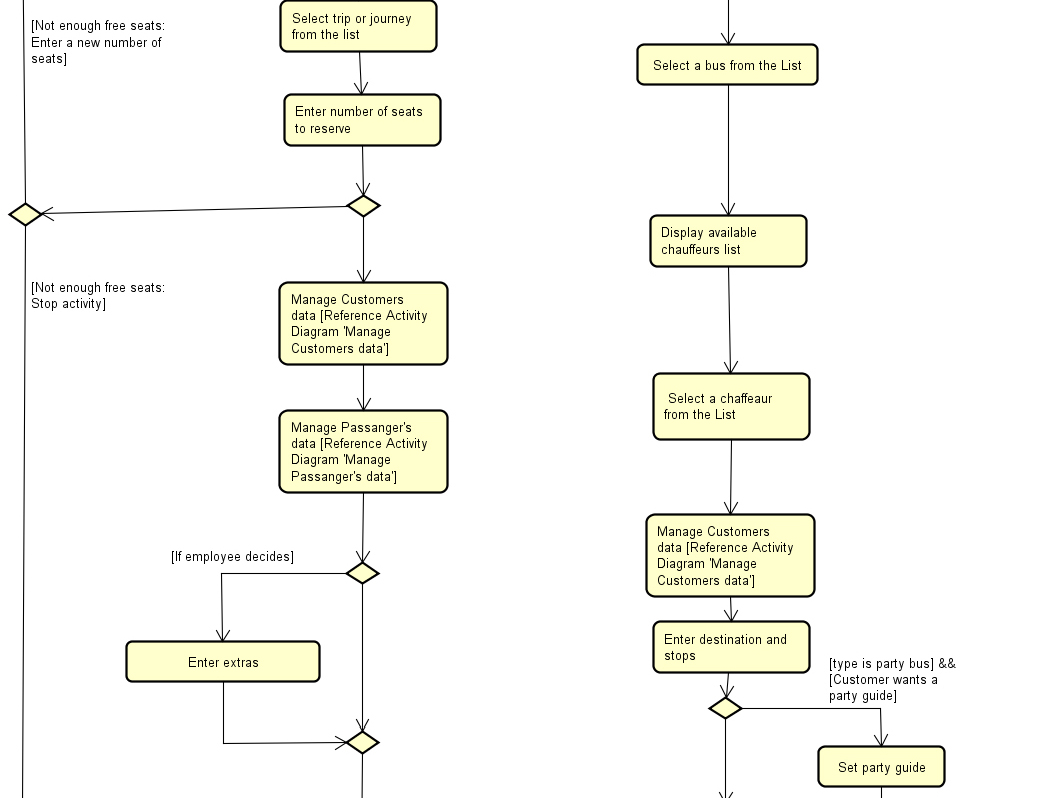 [Not enough free seats:
Enter a new number of
seats]
Select trip or journey
from the list
Enter number of seats
to reserve
[Not enough free seats:
Stop activity]
Manage Customers
data [Reference Activity
Diagram 'Manage
Customers data']
Manage Passanger's
data [Reference Activity
Diagram 'Manage
Passanger's data']
[If employee decides]
Enter extras
Select a bus from the List
Display available
chauffeurs list
Select a chaffeaur
from the List
Manage Customers
data [Reference Activity
Diagram 'Manage
Customers data']
Enter destination and
stops
[type is party bus] &&
[Customer wants a
party guide]
Set party guide